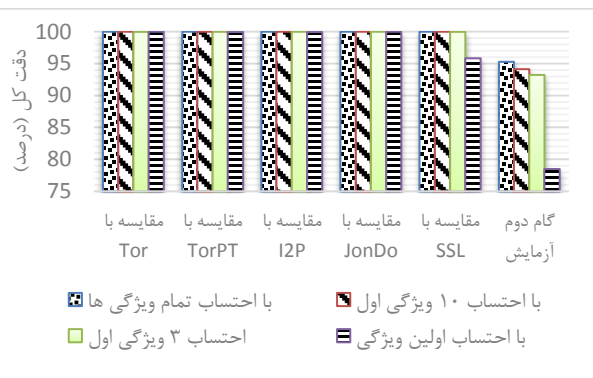 دقت کل (درصد)
100
95
90
85
80
75
مقایسه با Tor
مقایسه با TorPT
مقایسه با I2P
مقایسه با JonDo
مقایسه با SSL
گام دوم آزمایش
با احتساب تمام ویژگی ها
با احتساب ۱۰ ویژگی اول
احتساب ۳ ویژگی اول
با احتساب اولین ویژگی